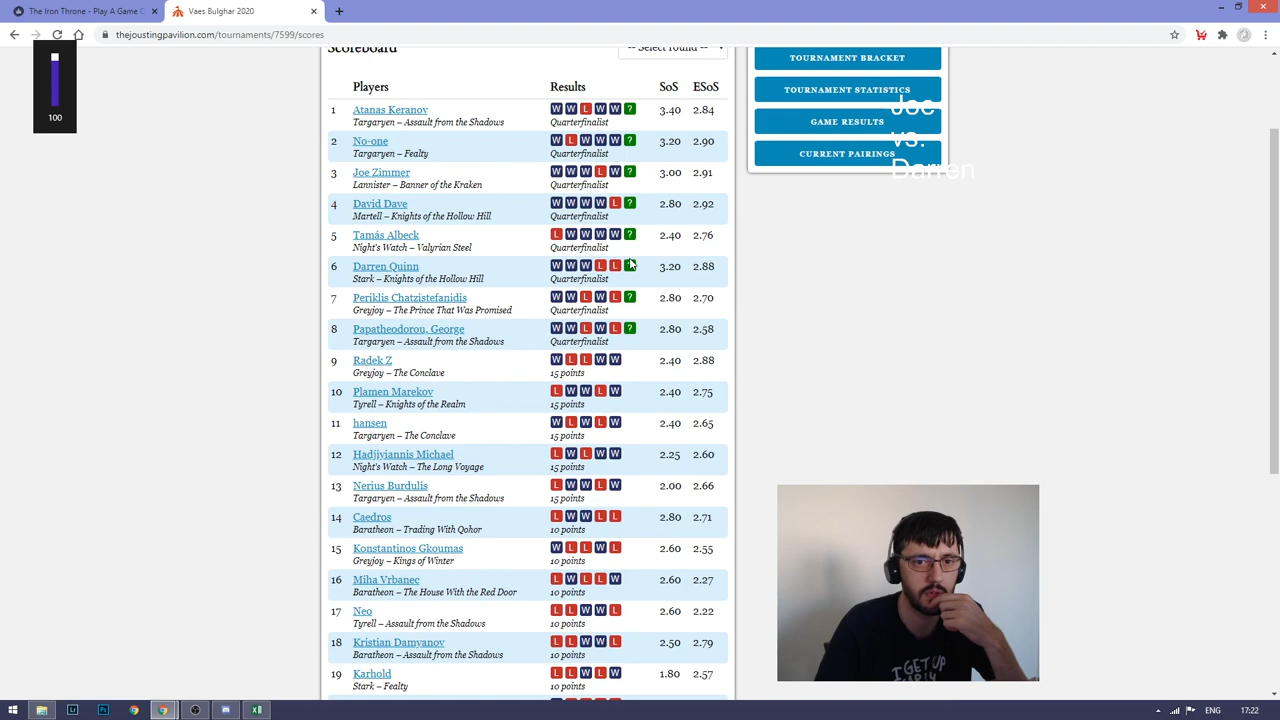 The Iron Throne - Play A Game C
Vaes Bulghar 2020
thejoustingpavilion.com/tournaments/7599/scores
100
Scoreboard
-- Select round --
Players Results SoS ESoS
1 Atanas Keranov W W L W W ? 3.40 2.84
Targaryen – Assault from the Shadows Quarterfinalist
2 No-one W L W W W ? 3.20 2.90
Targaryen – Fealty Quarterfinalist
3 Joe Zimmer W W W L W ? 3.00 2.91
Lannister – Banner of the Kraken Quarterfinalist
4 David Dave W W W W L ? 2.80 2.92
Martell – Knights of the Hollow Hill Quarterfinalist
5 Tamás Albeck L W W W W ? 2.40 2.76
Night's Watch – Valyrian Steel Quarterfinalist
6 Darren Quinn W W W L L 3.20 2.88
Stark – Knights of the Hollow Hill Quarterfinalist
7 Periklis Chatzistefanidis W W L W L ? 2.80 2.70
Greyjoy – The Prince That Was Promised Quarterfinalist
8 Papatheodorou, George W W L W L ? 2.80 2.58
Targaryen – Assault from the Shadows Quarterfinalist
9 Radek Z W L L W W 2.40 2.88
Greyjoy – The Conclave 15 points
10 Plamen Marekov L W W L W 2.40 2.75
Tyrell – Knights of the Realm 15 points
11 hansen W L W L W 2.40 2.65
Targaryen – The Conclave 15 points
12 Hadjiyiannis Michael L W L W W 2.25 2.60
Night's Watch – The Long Voyage 15 points
13 Nerius Burdulis L W W L W 2.00 2.66
Targaryen – Assault from the Shadows 15 points
14 Caedros L W W L L 2.80 2.71
Baratheon – Trading With Qohor 10 points
15 Konstantinos Gkoumas W L L W L 2.60 2.55
Greyjoy – Kings of Winter 10 points
16 Miha Vrbanec L W L L W 2.60 2.27
Baratheon – The House With the Red Door 10 points
17 Neo L L W W L 2.60 2.22
Tyrell – Assault from the Shadows 10 points
18 Kristian Damyanov L L W W L 2.50 2.79
Baratheon – Assault from the Shadows 10 points
19 Karhold L L W L W 1.80 2.57
Stark – Fealty 10 points
TOURNAMENT BRACKET
TOURNAMENT STATISTICS
GAME RESULTS
CURRENT PAIRINGS
Joe
vs.
Darren
I GET UP
ENG 17:22